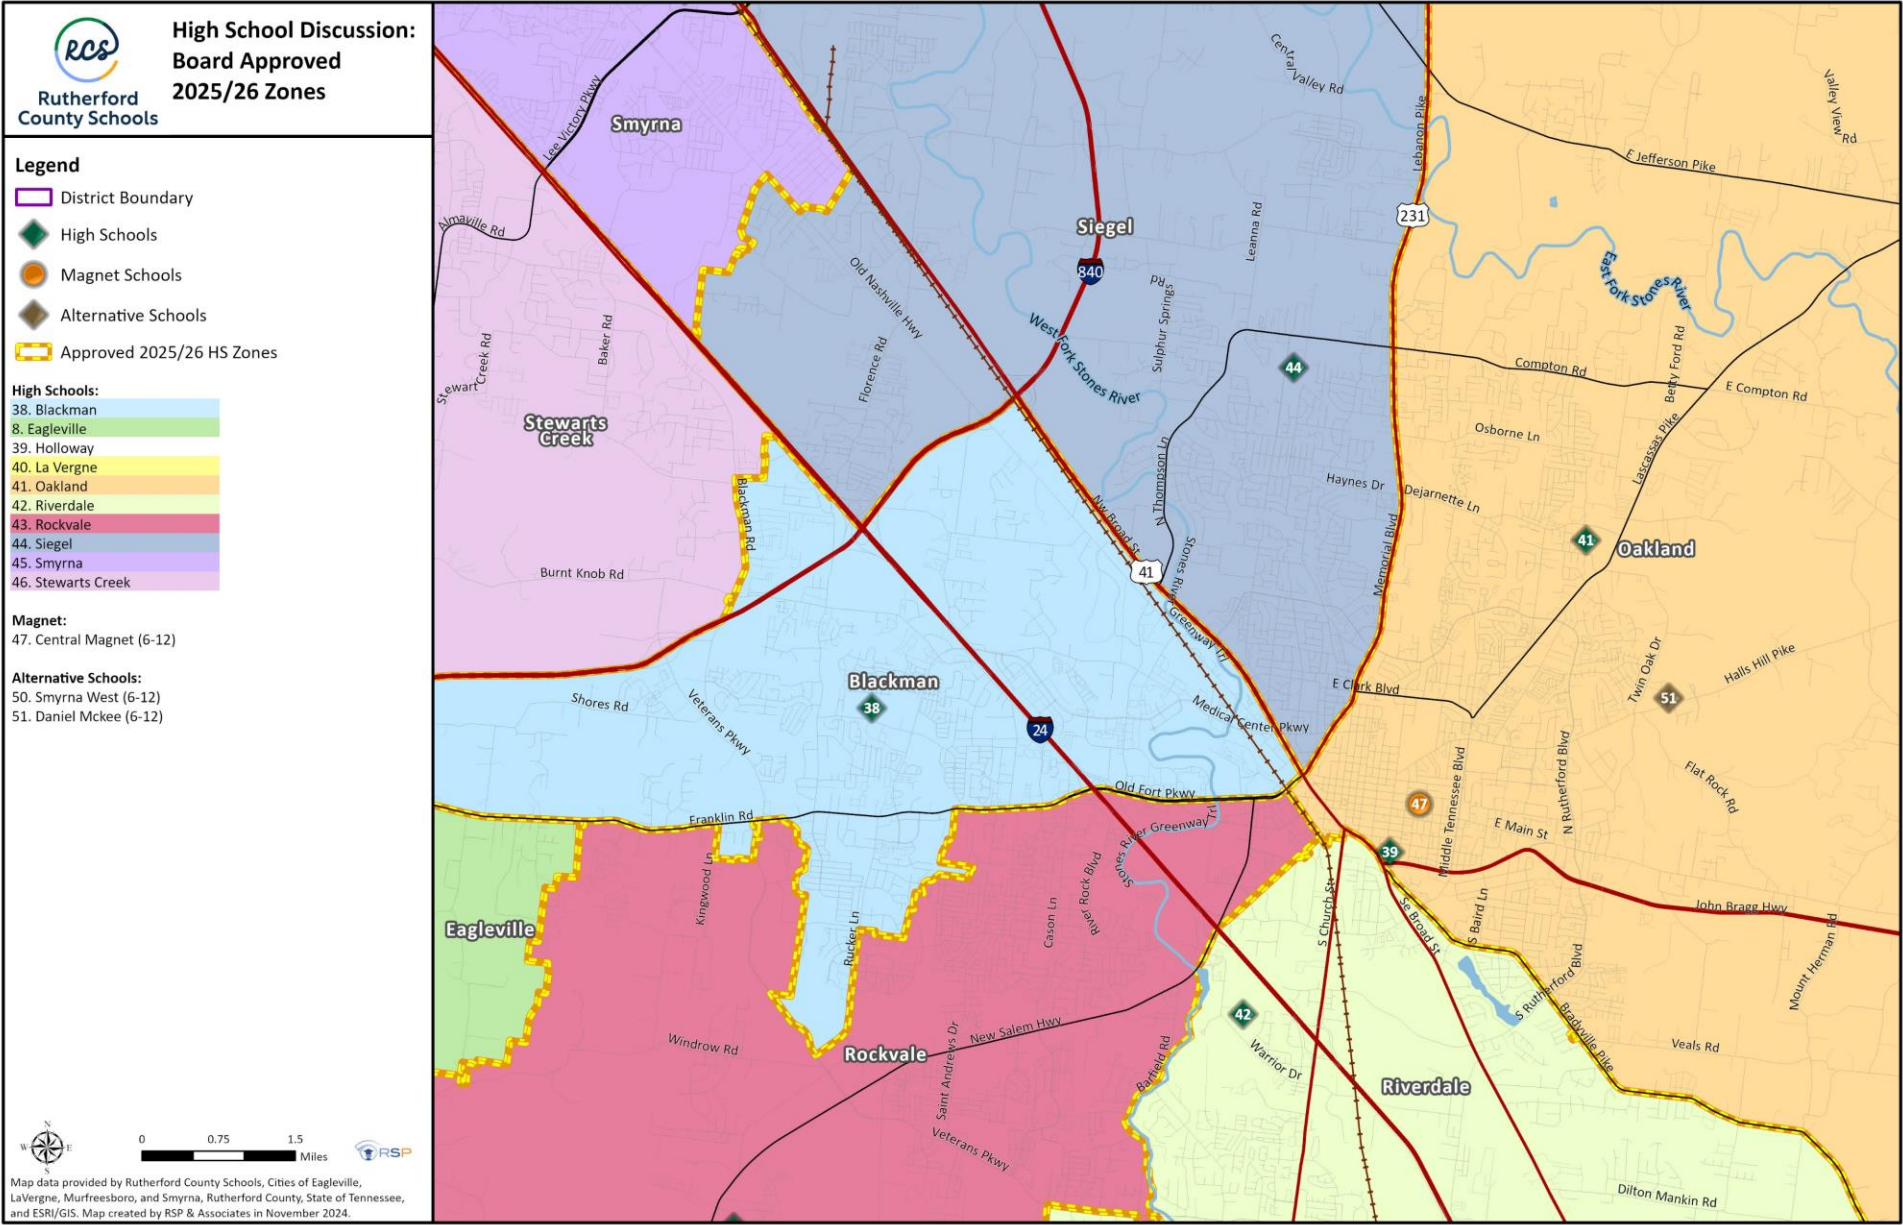 RCS
Rutherford
County Schools
High School Discussion:
Board Approved
2025/26 Zones
Legend
District Boundary
High Schools
Magnet Schools
Alternative Schools
Approved 2025/26 HS Zones
High Schools:
38. Blackman
8. Eagleville
39. Holloway
40. La Vergne
41. Oakland
42. Riverdale
43. Rockvale
44. Siegel
45. Smyrna
46. Stewarts Creek
Magnet:
47. Central Magnet (6-12)
Alternative Schools:
50. Smyrna West (6-12)
51. Daniel Mckee (6-12)
N
W E
S
0 0.75 1.5
Miles
RSP
Map data provided by Rutherford County Schools, Cities of Eagleville,
LaVergne, Murfreesboro, and Smyrna, Rutherford County, State of Tennessee,
and ESRI/GIS. Map created by RSP & Associates in November 2024.
Central Valley Rd
Valley View Rd
Lee Victory Pkwy
Smyrna
Lebanon Pike
E Jefferson Pike
Almaville Rd
231
Siegel
Leanna Rd
840
East Fork Stones River
Old Nashville Hwy
Sulphur Springs Rd
West Fork Stones River
Baker Rd
Stewart Creek Rd
Florence Rd
44
Compton Rd
Betty Ford Rd
E Compton Rd
Stewarts
Creek
Osborne Ln
Lascassas Pike
N Thompson Ln
Blackman Rd
Haynes Dr
Dejarnette Ln
Nw Broad St
41
Oakland
41
Memorial Blvd
Burnt Knob Rd
Stones River Greenway Trl
Twin Oak Dr
Halls Hill Pike
Blackman
38
E Clark Blvd
51
Shores Rd
Veterans Pkwy
24
Medical Center Pkwy
Old Fort Pkwy
Middle Tennessee Blvd
N Rutherford Blvd
Flat Rock Rd
47
Franklin Rd
Stones River Greenway Trl
E Main St
39
Kingwood Ln
River Rock Blvd
Cason Ln
Rucker Ln
S Church St
Se Broad St
S Baird Ln
John Bragg Hwy
Eagleville
Mount Herman Rd
S Rutherford Blvd
42
New Salem Hwy
Windrow Rd
Rockvale
Saint Andrews Dr
Barfield Rd
Warrior Dr
Bradyville Pike
Veals Rd
Riverdale
Veterans Pkwy
Dilton Mankin Rd